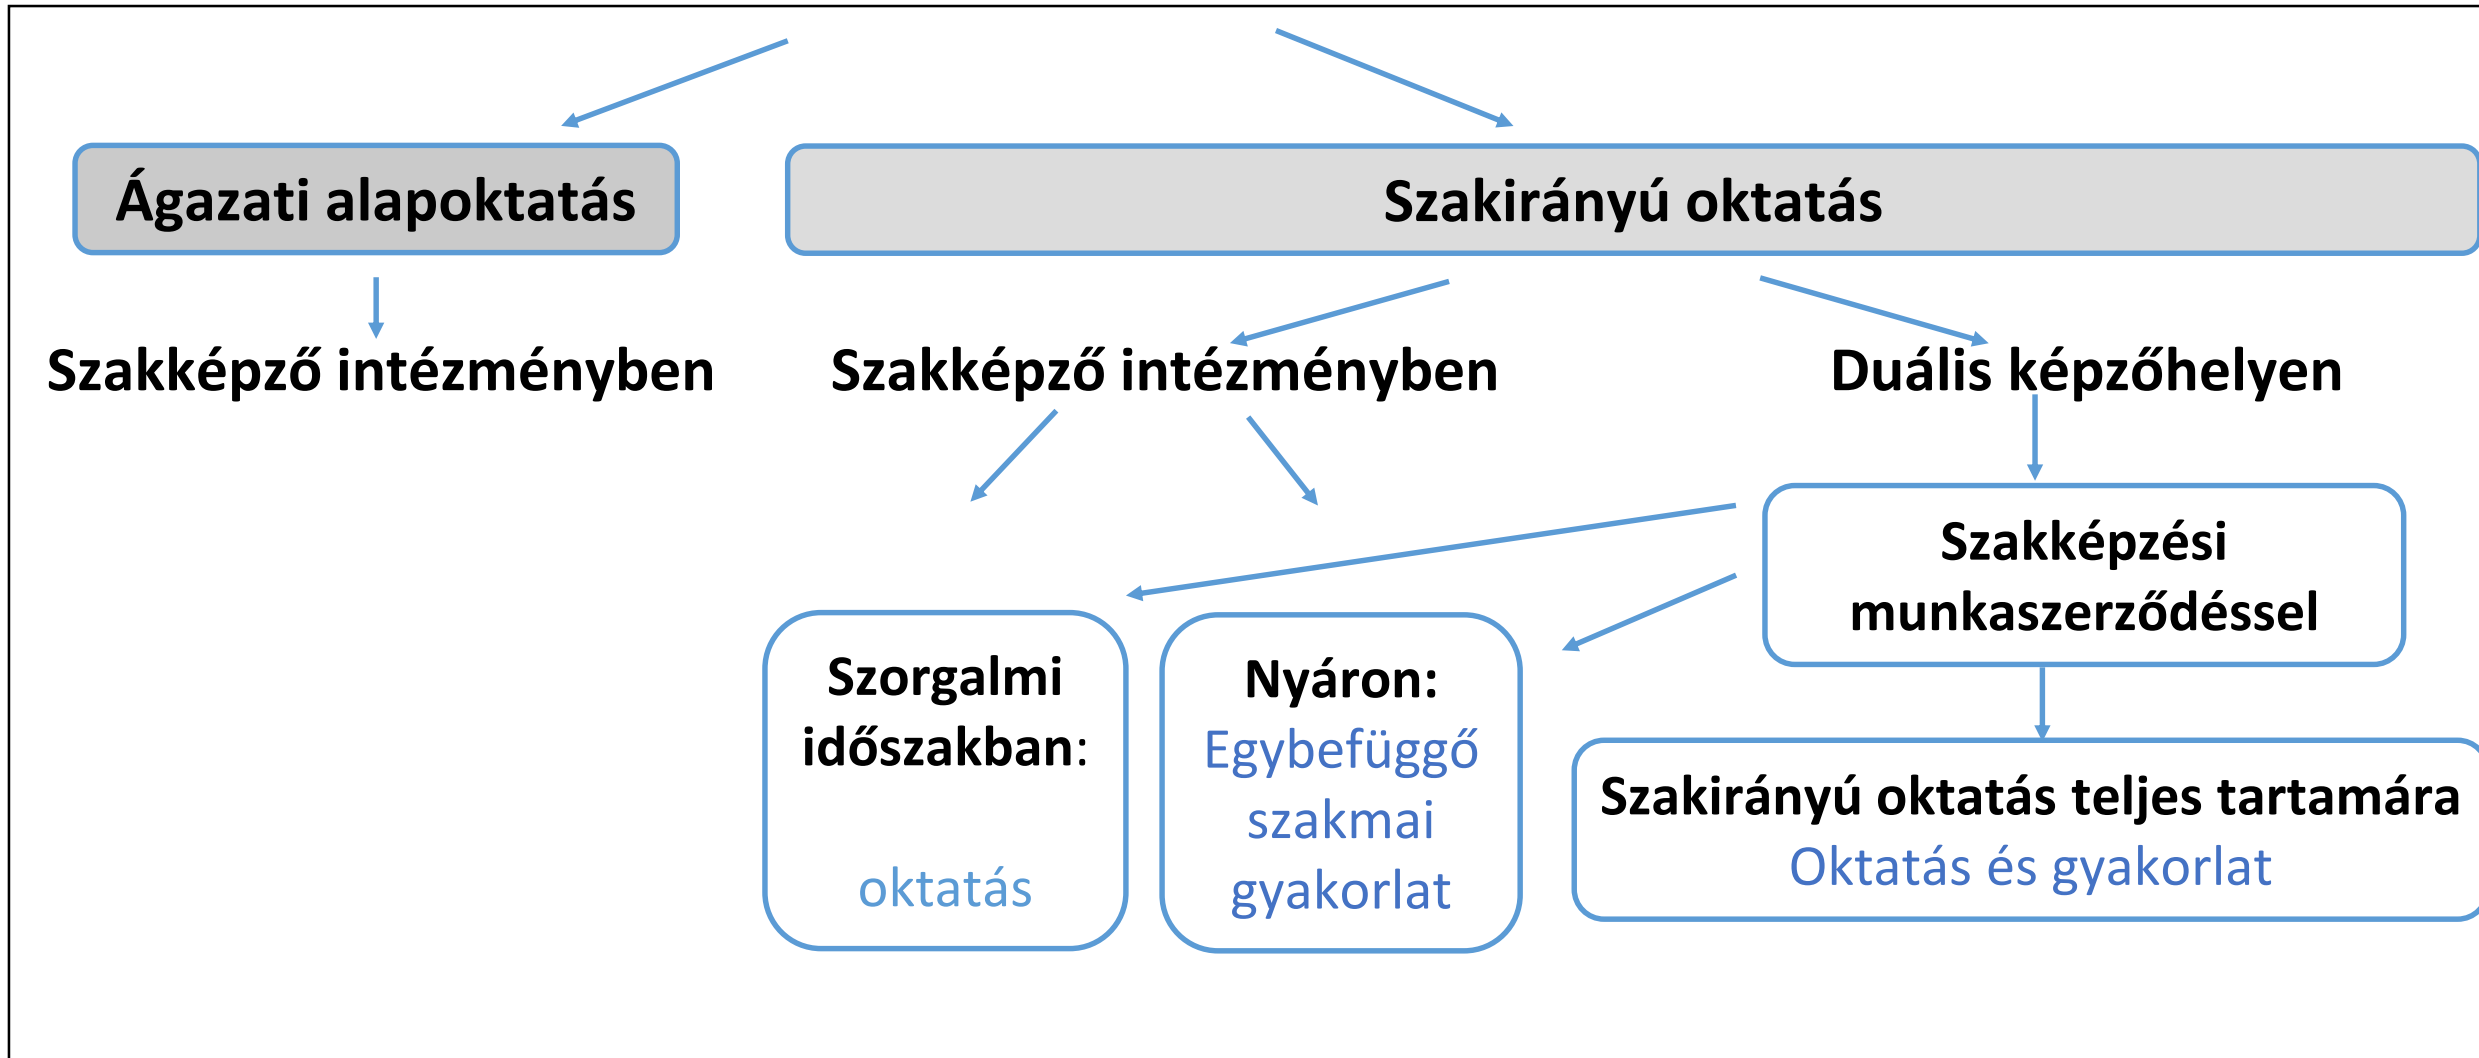 Ágazati alapoktatás
Szakirányú oktatás
Szakképző intézményben
Szakképző intézményben
Duális képzőhelyen
Szakképzési
munkaszerződéssel
Szorgalmi
időszakban:
oktatás
Nyáron:
Egybefüggő
szakmai
gyakorlat
Szakirányú oktatás teljes tartamára
Oktatás és gyakorlat